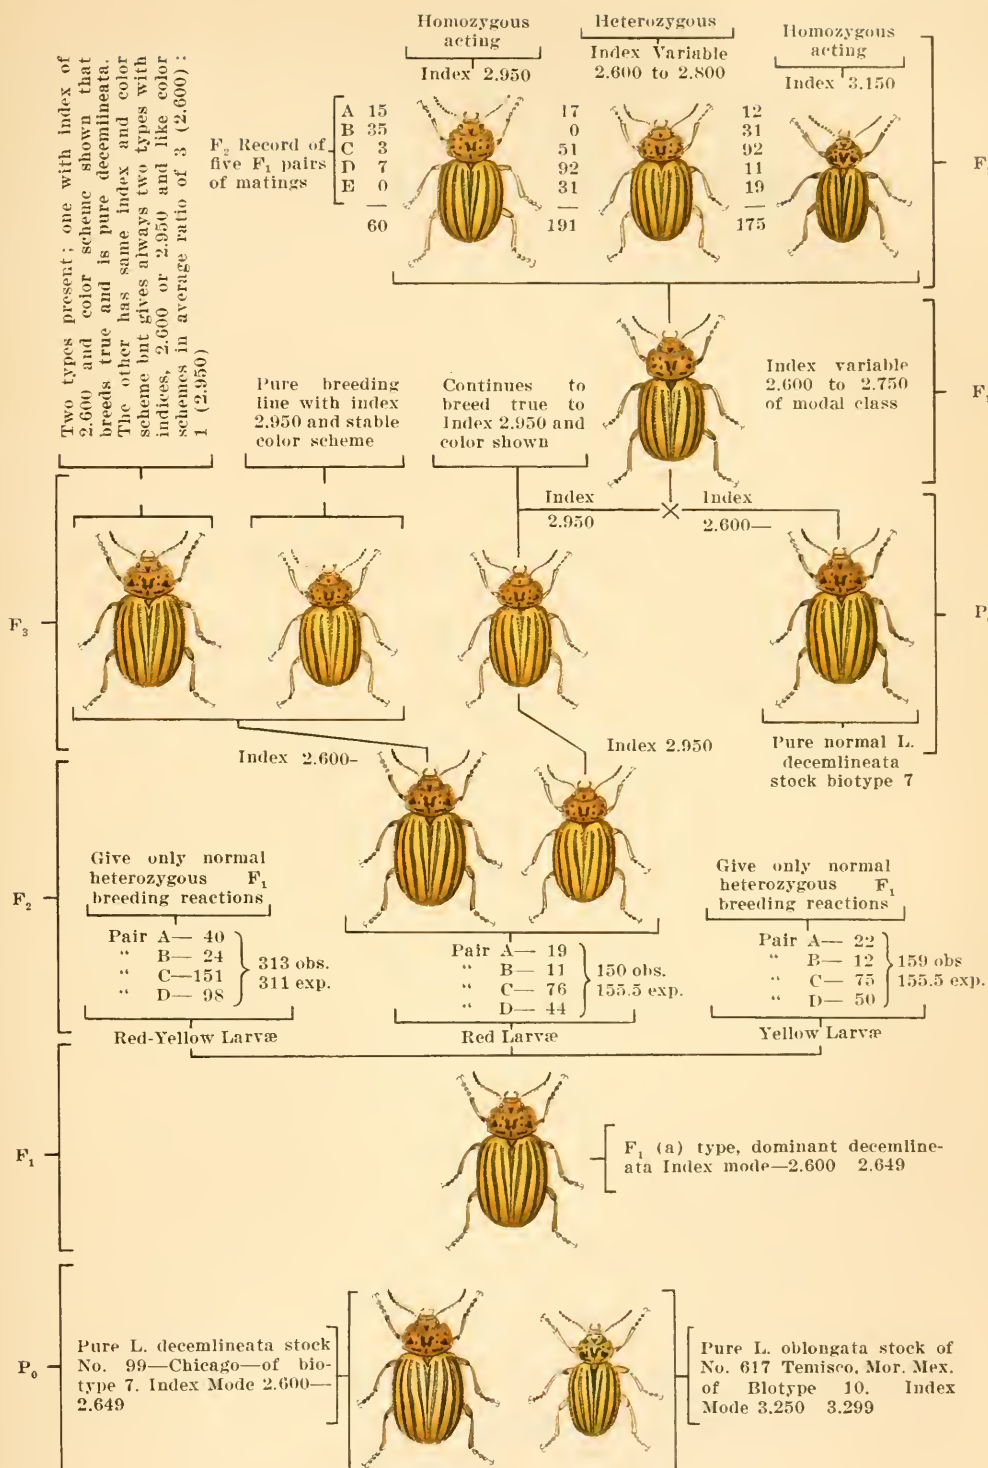 Homozygous
acting
Index 2.950
Heterozygous
Index Variable
2.600 to 2.800
Homozygous
acting
Index 3.150
F₂ Record of
five F₁ pairs
of matings
A 15 17 12
B 35 0 31
C 3 51 92
D 7 92 11
E 0 31 19
60 191 175
F
Two types present; one with index of
2.600 and color scheme shown that
breeds true and is pure decemlineata.
The other has same index and color
scheme but gives always two types with
indices, 2.600 or 2.950 and like color
schemes in average ratio of 3 (2.600) :
1 (2.950)
Pure breeding
line with index
2.950 and stable
color scheme
Continues to
breed true to
Index 2.950 and
color shown
Index variable
2.600 to 2.750
of modal class
F
Index
2.950
×
Index
2.600—
F₃
P
Pure normal L.
decemlineata
stock biotype 7
Index 2.600-
Index 2.950
F₂
Give only normal
heterozygous F₁
breeding reactions
Pair A— 40
“ B— 24
“ C—151
“ D— 98
313 obs.
311 exp.
Red-Yellow Larvæ
Pair A— 19
“ B— 11
“ C— 76
“ D— 44
150 obs.
155.5 exp.
Red Larvæ
Give only normal
heterozygous F₁
breeding reactions
Pair A— 22
“ B— 12
“ C— 75
“ D— 50
159 obs
155.5 exp.
Yellow Larvæ
F₁
F₁ (a) type, dominant decemline-
ata Index mode—2.600 2.649
P₀
Pure L. decemlineata stock
No. 99—Chicago—of bio-
type 7. Index Mode 2.600—
2.649
Pure L. oblongata stock of
No. 617 Temisco, Mor. Mex.
of Biotype 10. Index
Mode 3.250 3.299